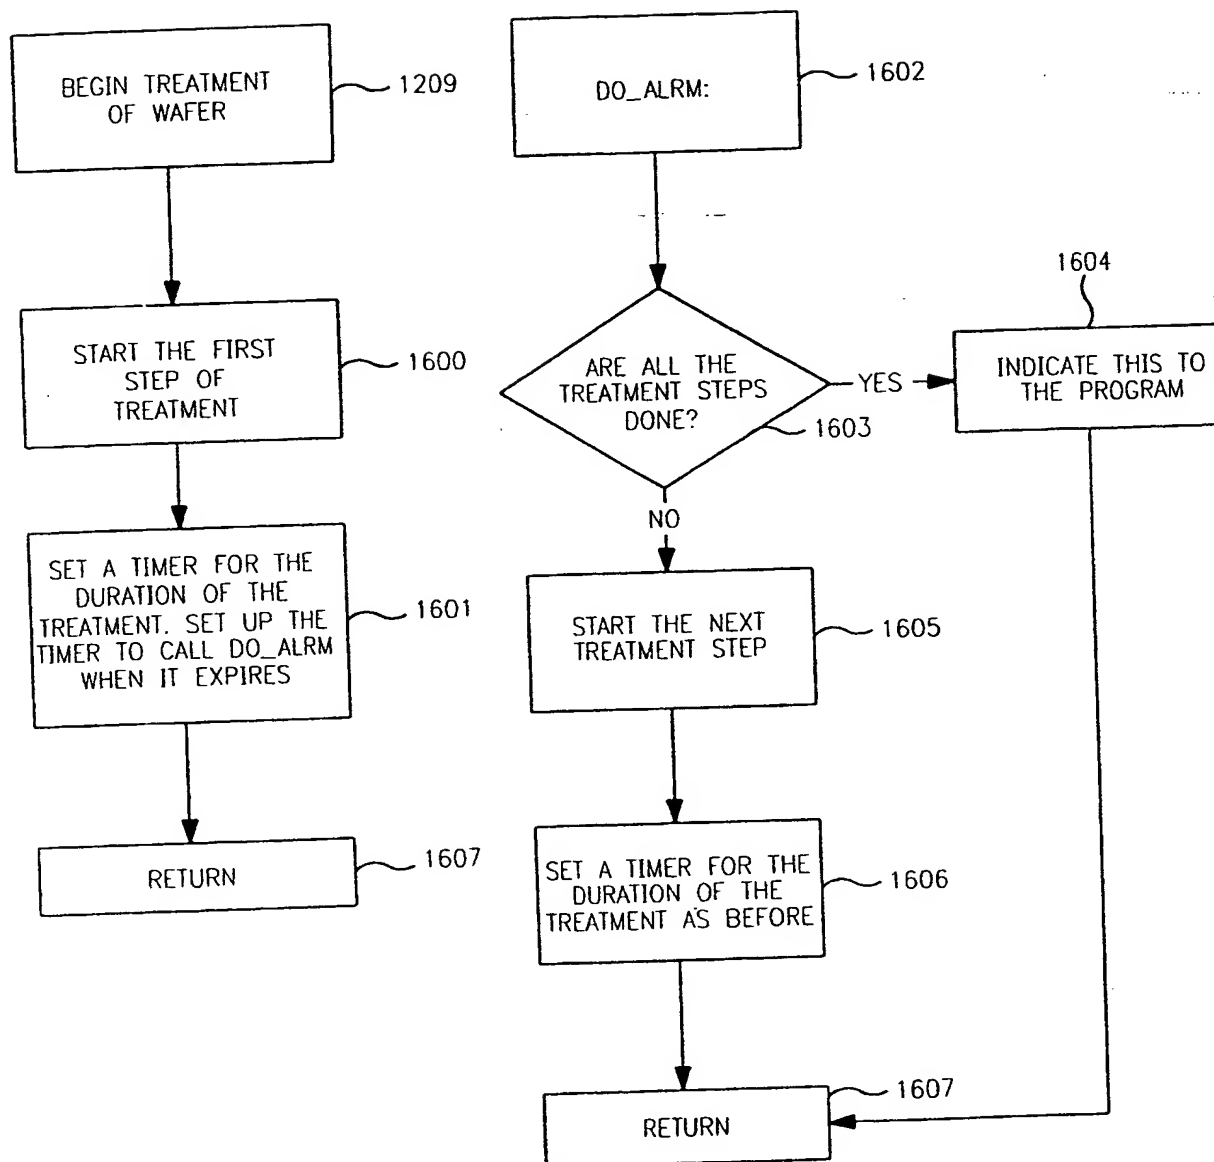 BEGIN TREATMENT
OF WAFER
1209
START THE FIRST
STEP OF
TREATMENT
1600
SET A TIMER FOR THE
DURATION OF THE
TREATMENT. SET UP THE
TIMER TO CALL DO_ALRM
WHEN IT EXPIRES
1601
RETURN
1607
DO_ALRM:
1602
ARE ALL THE
TREATMENT STEPS
DONE?
1603
YES
1604
INDICATE THIS TO
THE PROGRAM
NO
START THE NEXT
TREATMENT STEP
1605
SET A TIMER FOR THE
DURATION OF THE
TREATMENT AS BEFORE
1606
RETURN
1607